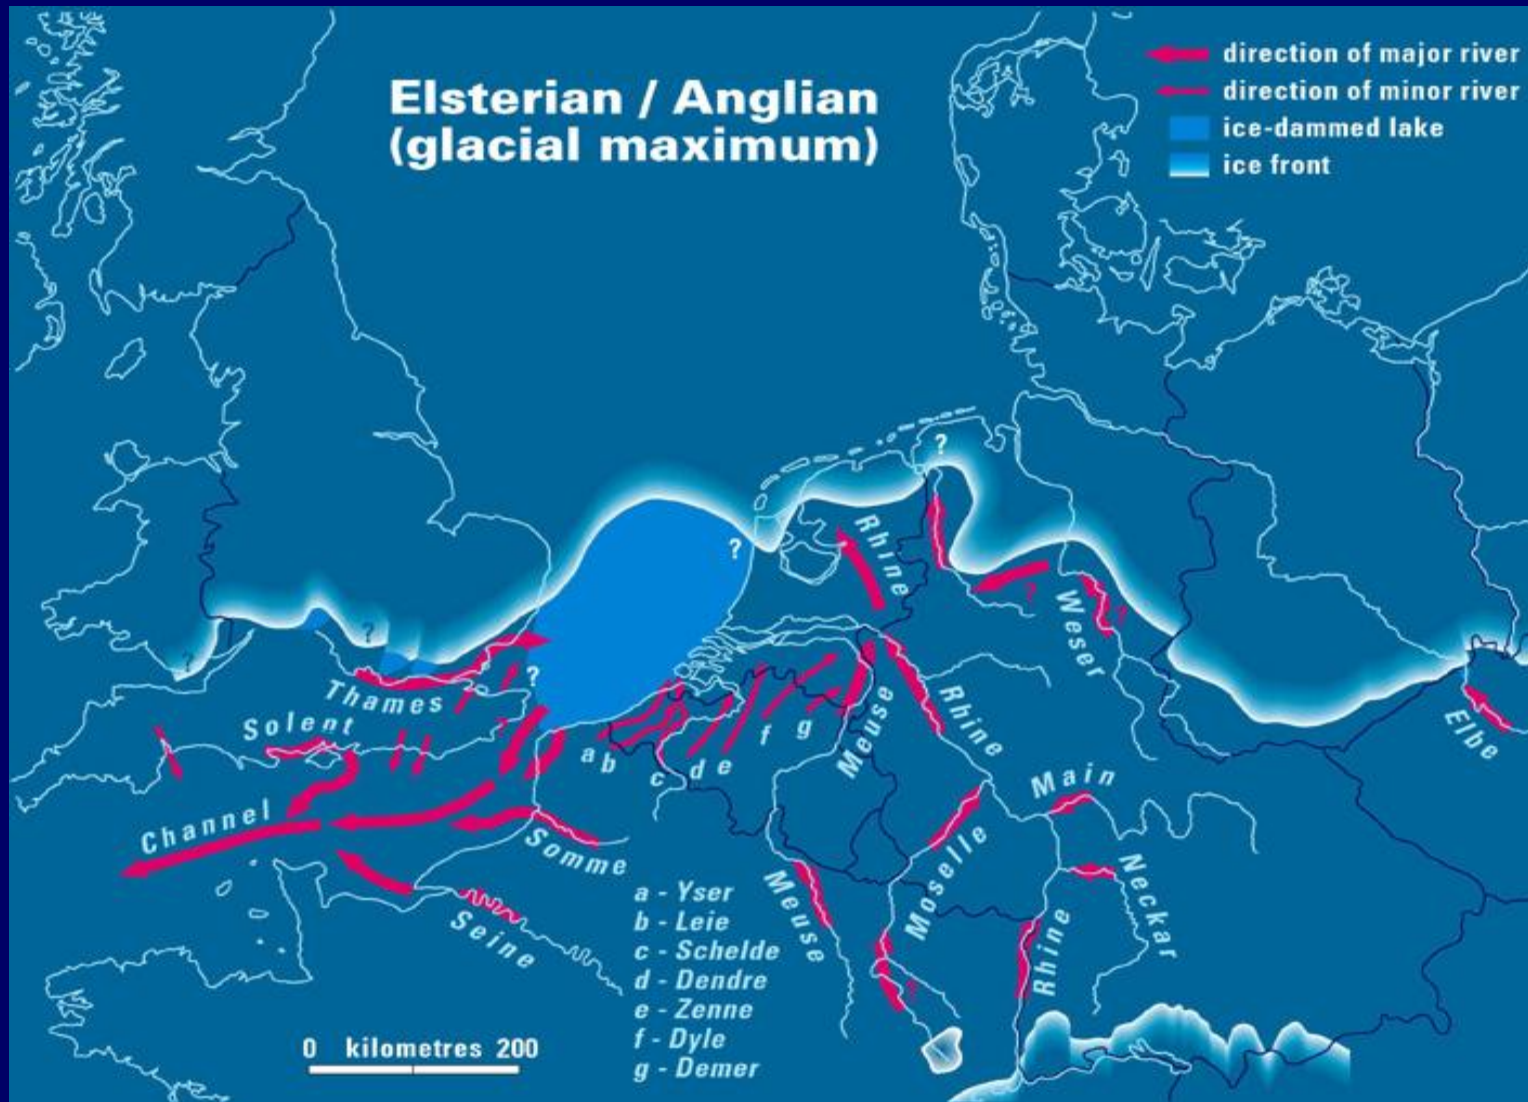 Elsterian / Anglian
(glacial maximum)
direction of major river
direction of minor river
ice-dammed lake
ice front
?
?
Rhine
?
?
?
Weser
?
?
Thames
Solent
?
a
b
c
d
e
f
g
Meuse
Rhine
Elbe
Channel
Somme
Main
Moselle
Neckar
Meuse
Seine
Rhine
?
a - Yser
b - Leie
c - Schelde
d - Dendre
e - Zenne
f - Dyle
g - Demer
0 kilometres 200